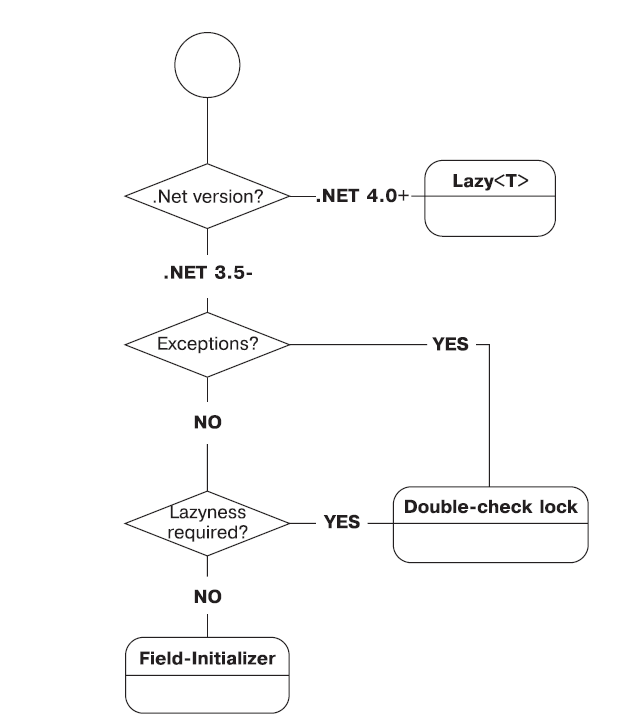 .Net version?
.NET 4.0+
Lazy<T>
.NET 3.5-
Exceptions?
YES
NO
Lazyness
required?
YES
Double-check lock
NO
Field-Initializer